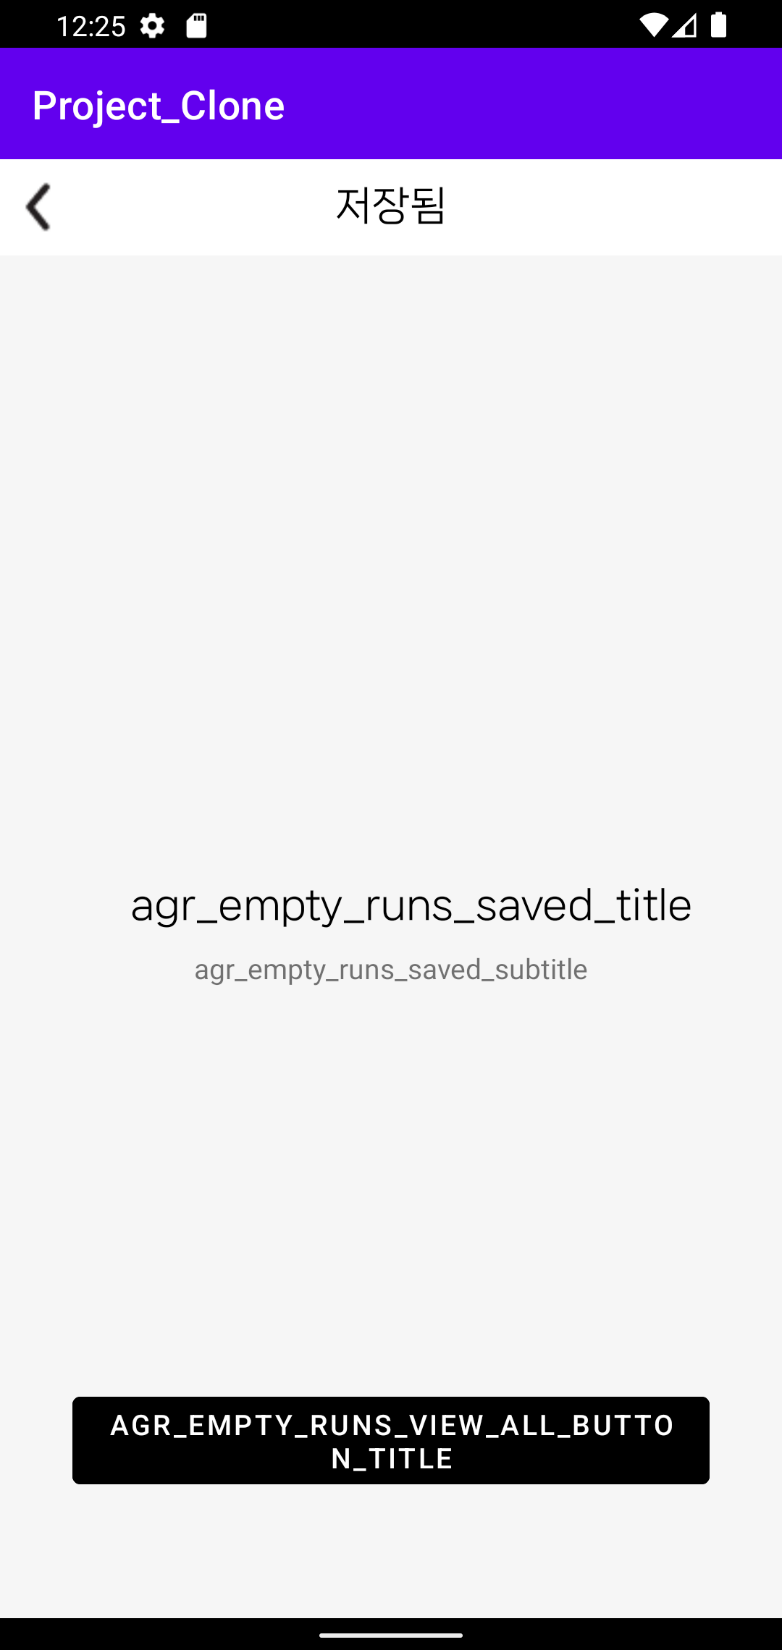 12:25
Project_Clone
저장됨
agr_empty_runs_saved_title
agr_empty_runs_saved_subtitle
AGR_EMPTY_RUNS_VIEW_ALL_BUTTO
N_TITLE